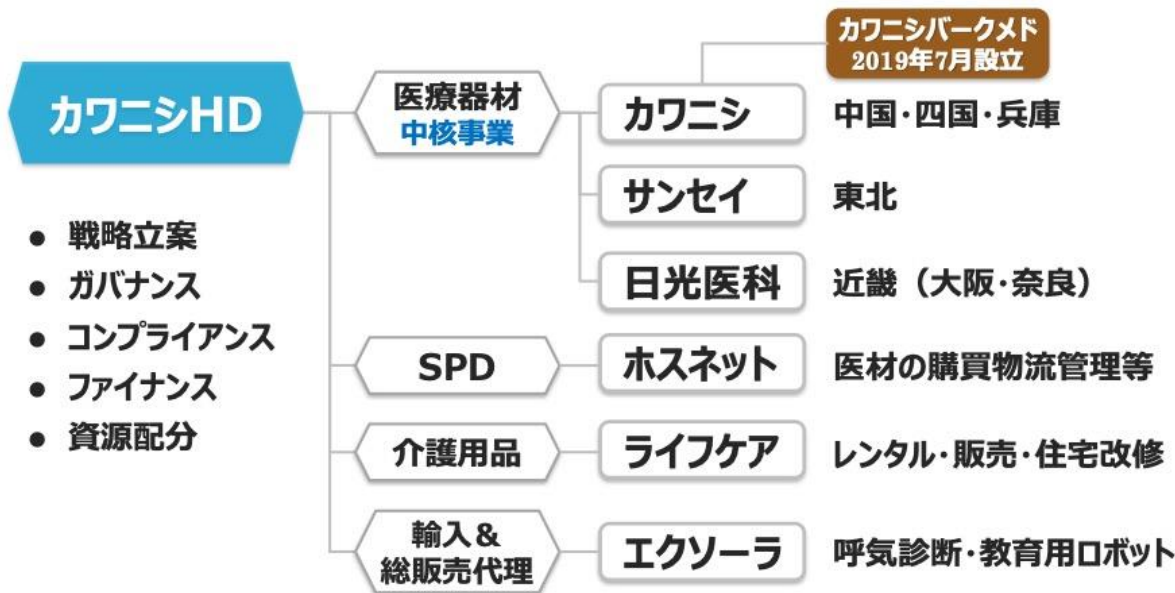 カワニシHD
● 戦略立案
● ガバナンス
● コンプライアンス
● ファイナンス
● 資源配分
医療器材
中核事業
カワニシ
カワニシバークメド
2019年7月設立
中国・四国・兵庫
サンセイ
東北
日光医科
近畿（大阪・奈良）
SPD
ホスネット
医材の購買物流管理等
介護用品
ライフケア
レンタル・販売・住宅改修
輸入&
総販売代理
エクソーラ
呼気診断・教育用ロボット